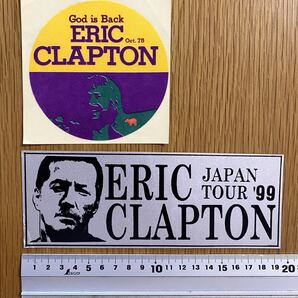 God is Back
ERIC
Oct. 75
CLAPTON
ERIC JAPAN
TOUR '99
CLAPTON
1 2 3 4 5 6 7 8 9 10 11 12 13 14 15 16 17 18 19 20